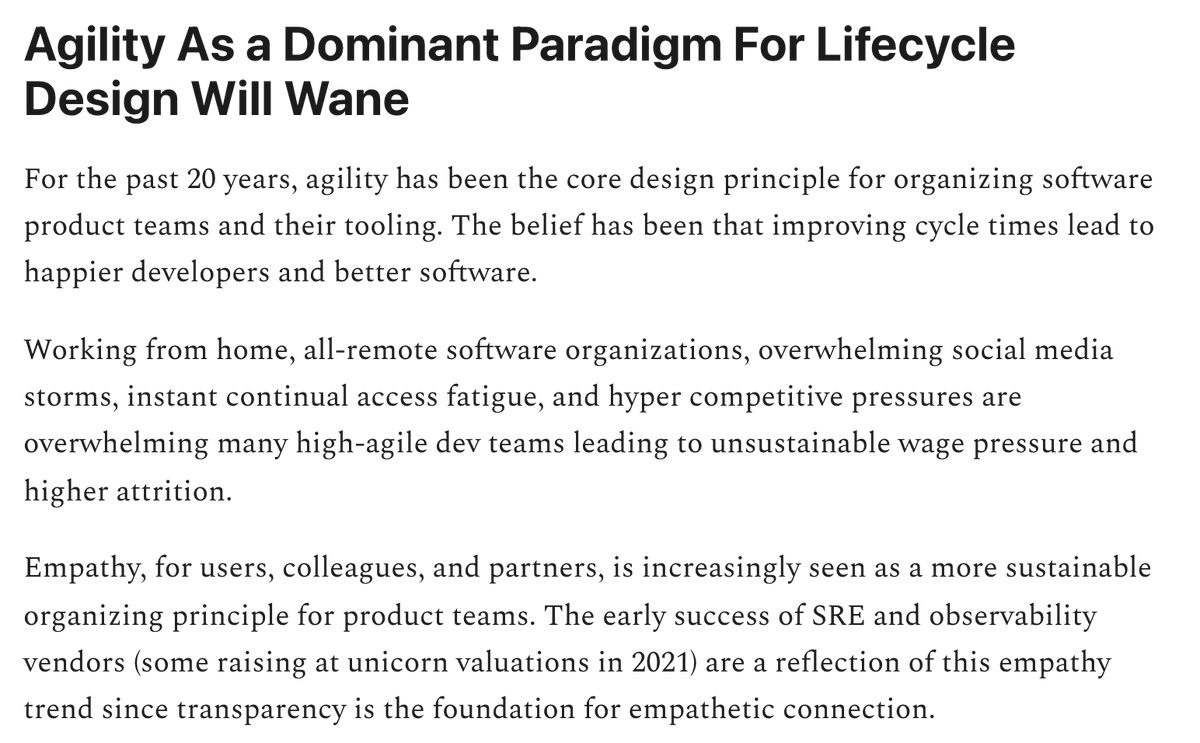 Agility As a Dominant Paradigm For Lifecycle
Design Will Wane
For the past 20 years, agility has been the core design principle for organizing software
product teams and their tooling. The belief has been that improving cycle times lead to
happier developers and better software.
Working from home, all-remote software organizations, overwhelming social media
storms, instant continual access fatigue, and hyper competitive pressures are
overwhelming many high-agile dev teams leading to unsustainable wage pressure and
higher attrition.
Empathy, for users, colleagues, and partners, is increasingly seen as a more sustainable
organizing principle for product teams. The early success of SRE and observability
vendors (some raising at unicorn valuations in 2021) are a reflection of this empathy
trend since transparency is the foundation for empathetic connection.